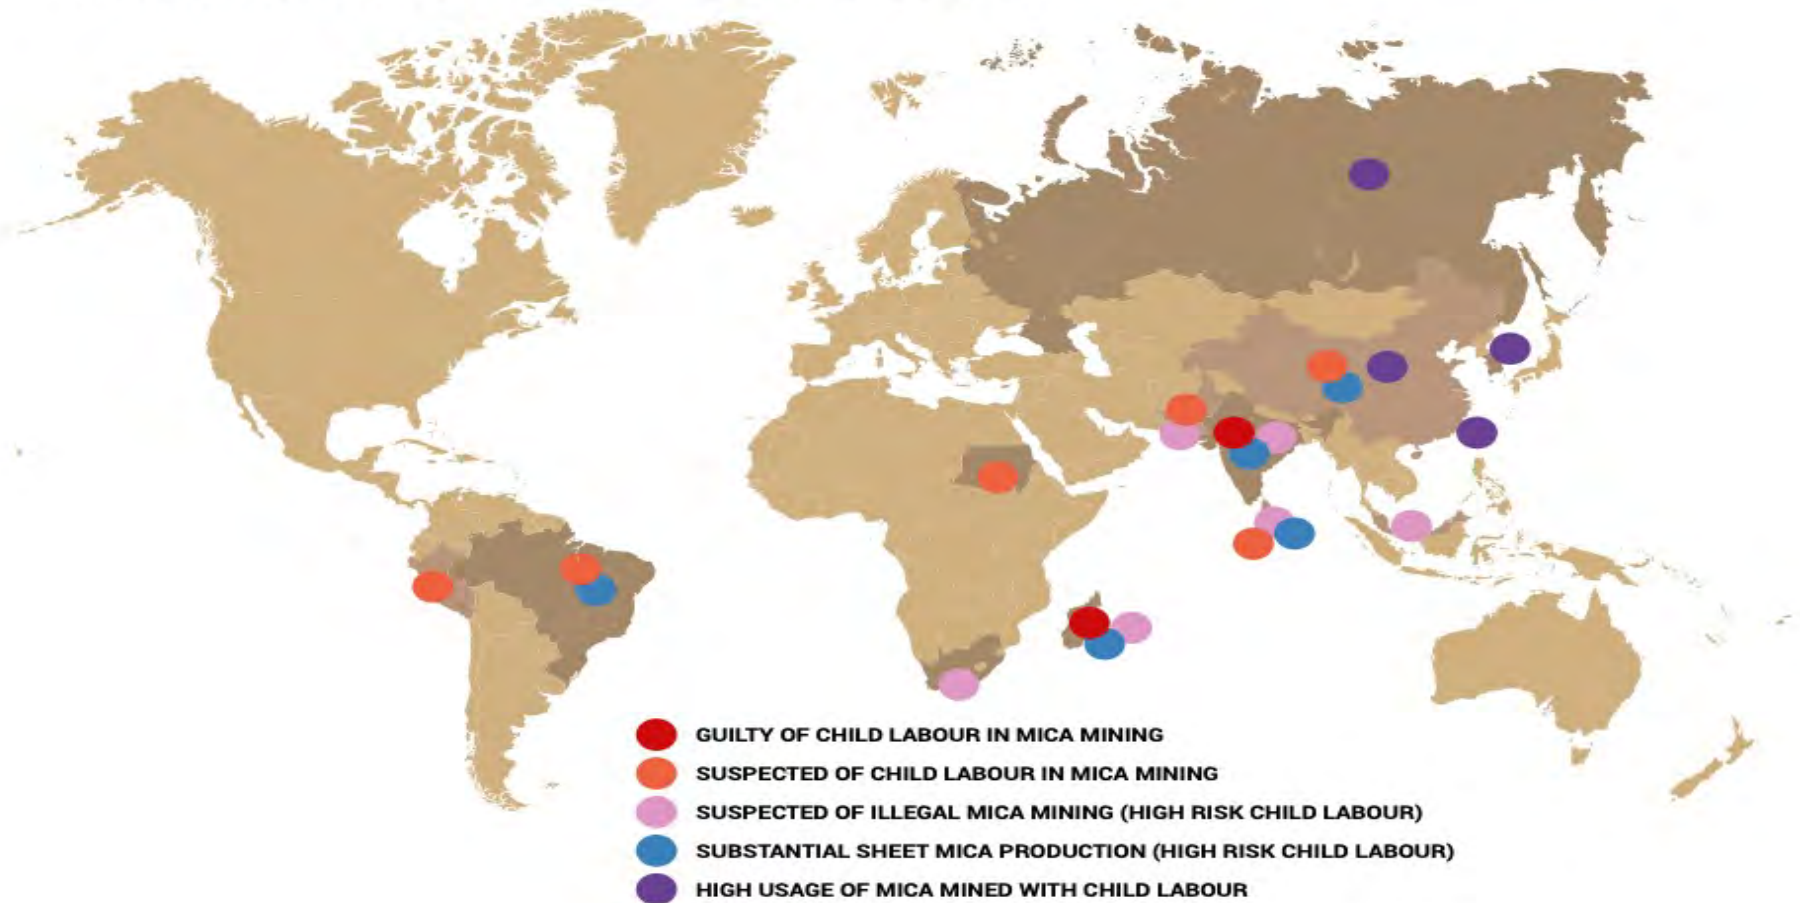 GUILTY OF CHILD LABOUR IN MICA MINING
SUSPECTED OF CHILD LABOUR IN MICA MINING
SUSPECTED OF ILLEGAL MICA MINING (HIGH RISK CHILD LABOUR)
SUBSTANTIAL SHEET MICA PRODUCTION (HIGH RISK CHILD LABOUR)
HIGH USAGE OF MICA MINED WITH CHILD LABOUR